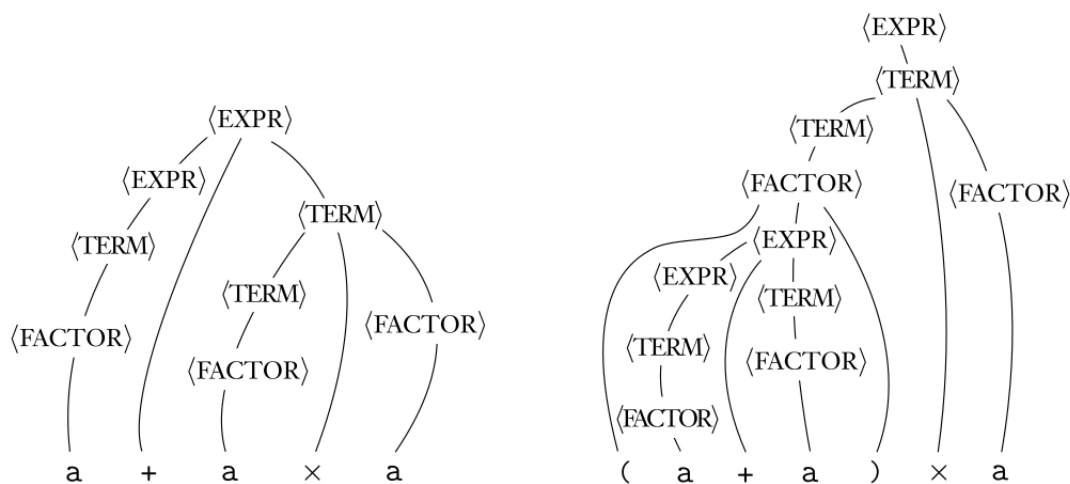 ⟨EXPR⟩
⟨EXPR⟩
⟨TERM⟩
⟨TERM⟩
⟨TERM⟩
⟨FACTOR⟩
⟨FACTOR⟩
⟨FACTOR⟩
a + a × a
⟨EXPR⟩
⟨TERM⟩
⟨TERM⟩
⟨FACTOR⟩
⟨FACTOR⟩
⟨EXPR⟩
⟨EXPR⟩
⟨TERM⟩
⟨TERM⟩
⟨FACTOR⟩
⟨FACTOR⟩
( a + a ) × a